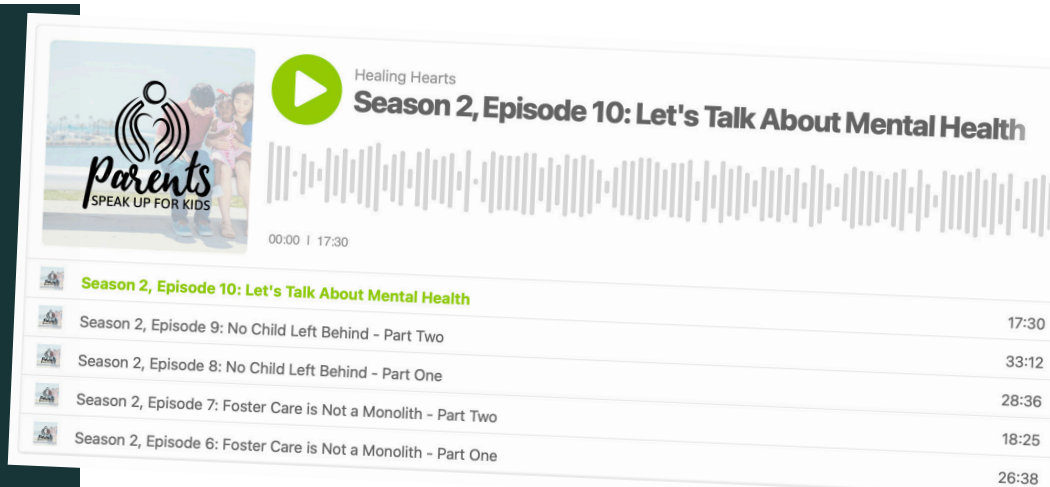 Parents
SPEAK UP FOR KIDS
Healing Hearts
Season 2, Episode 10: Let's Talk About Mental Health
00:00 | 17:30
Season 2, Episode 10: Let's Talk About Mental Health 17:30
Season 2, Episode 9: No Child Left Behind - Part Two 33:12
Season 2, Episode 8: No Child Left Behind - Part One 28:36
Season 2, Episode 7: Foster Care is Not a Monolith - Part Two 18:25
Season 2, Episode 6: Foster Care is Not a Monolith - Part One 26:38